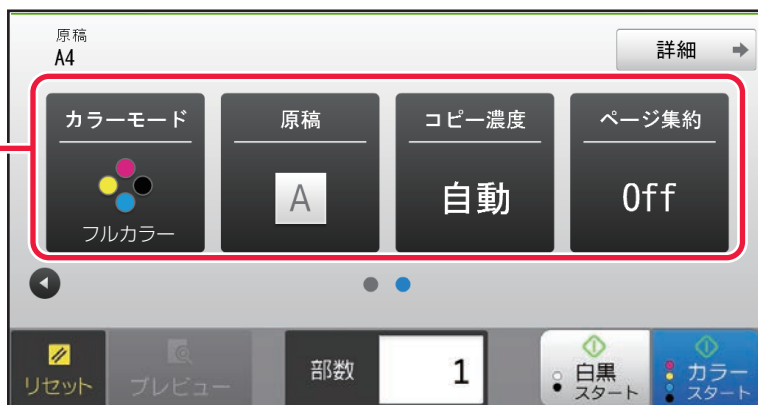 原稿
A4
詳細
カラーモード
フルカラー
原稿
A
コピー濃度
自動
ページ集約
Off
リセット
プレビュー
部数
1
白黒
スタート
カラー
スタート